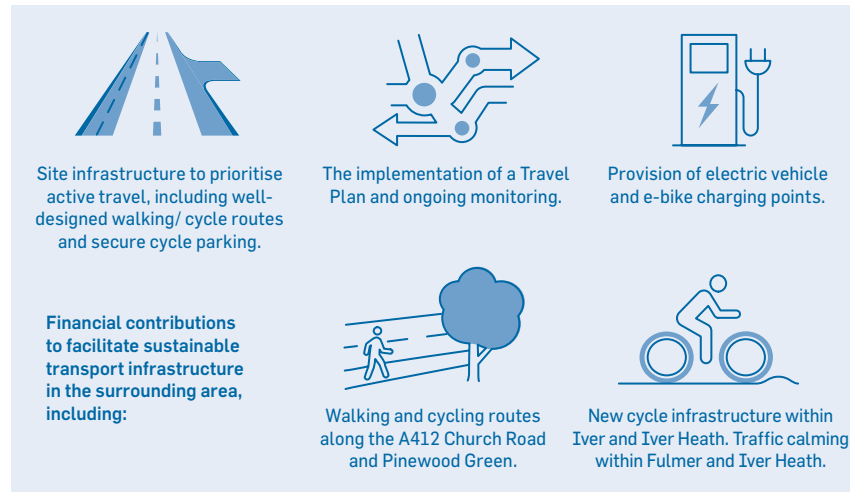 Site infrastructure to prioritise
active travel, including well-
designed walking/ cycle routes
and secure cycle parking.
The implementation of a Travel
Plan and ongoing monitoring.
Provision of electric vehicle
and e-bike charging points.
Financial contributions
to facilitate sustainable
transport infrastructure
in the surrounding area,
including:
Walking and cycling routes
along the A412 Church Road
and Pinewood Green.
New cycle infrastructure within
Iver and Iver Heath. Traffic calming
within Fulmer and Iver Heath.